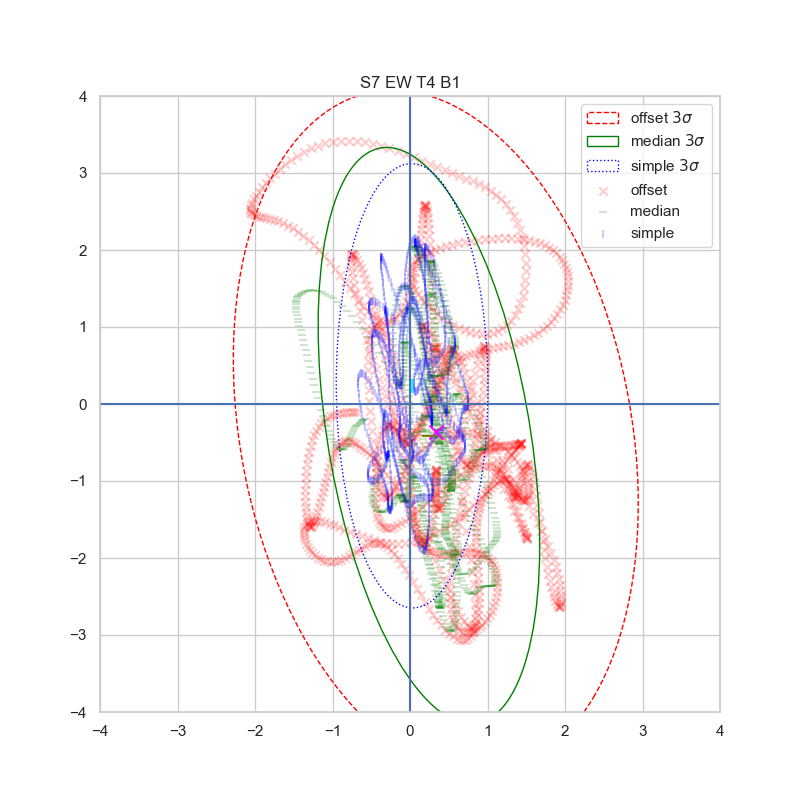 S7 EW T4 B1
offset 3σ
median 3σ
simple 3σ
offset
median
simple
4
3
2
1
0
−1
−2
−3
−4
−4 −3 −2 −1 0 1 2 3 4